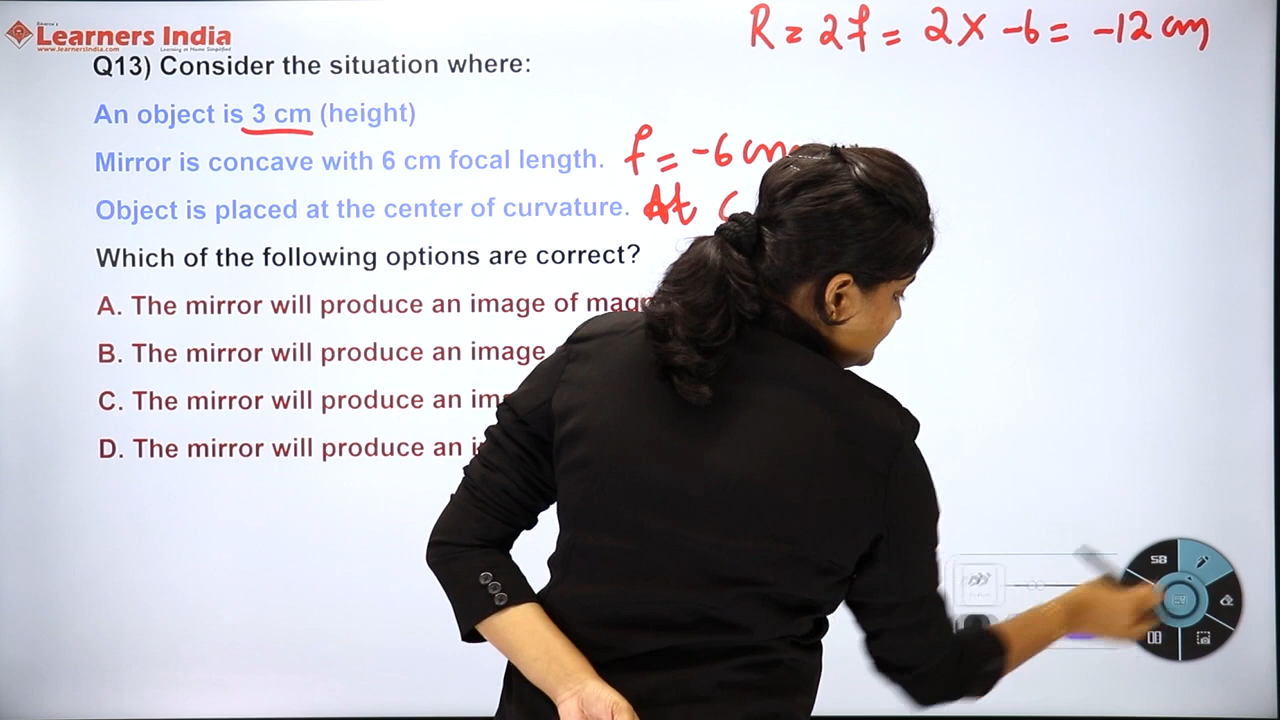 Learners India
www.learnersindia.com Learning at Home Simplified
R = 2f = 2 x -6 = -12 cm
Q13) Consider the situation where:
An object is 3 cm (height)
Mirror is concave with 6 cm focal length. f = -6 cm
Object is placed at the center of curvature. At C
Which of the following options are correct?
A. The mirror will produce an image of
B. The mirror will produce an image
C. The mirror will produce an
D. The mirror will produce an
SB